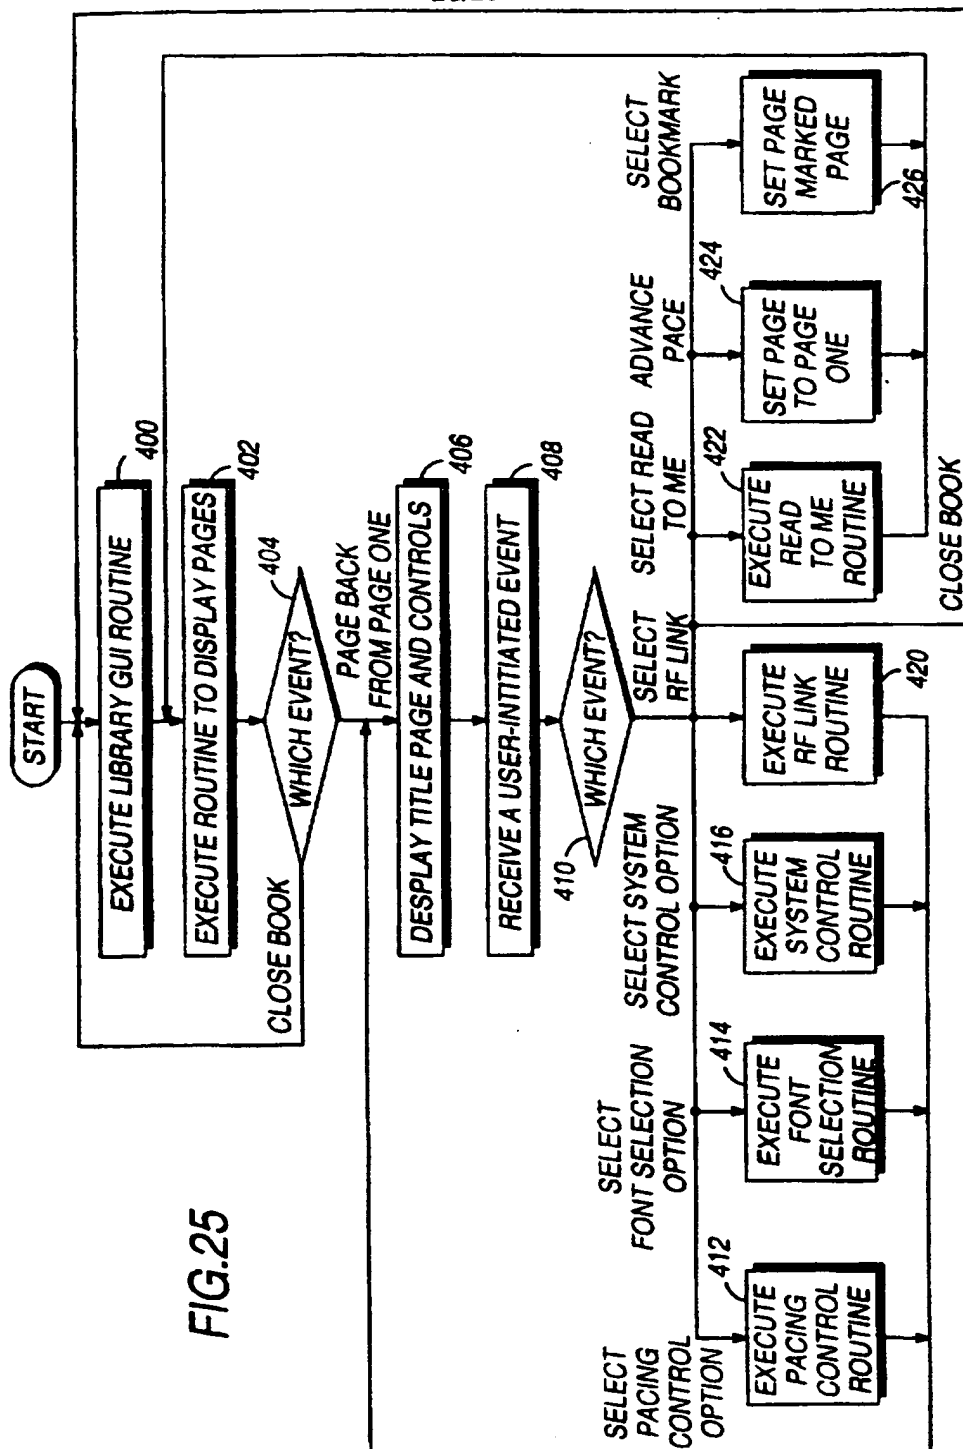 START
EXECUTE LIBRARY GUI ROUTINE
400
EXECUTE ROUTINE TO DISPLAY PAGES
402
WHICH EVENT?
404
CLOSE BOOK
PAGE BACK
FROM PAGE ONE
DESPLAY TITLE PAGE AND CONTROLS
406
RECEIVE A USER-INTITIATED EVENT
408
WHICH EVENT?
410
SELECT
PACING
CONTROL
OPTION
SELECT
FONT SELECTION
OPTION
SELECT SYSTEM
CONTROL OPTION
SELECT
RF LINK
SELECT READ
TO ME
ADVANCE
PACE
SELECT
BOOKMARK
412
EXECUTE
PACING
CONTROL
ROUTINE
414
EXECUTE
FONT
SELECTION
ROUTINE
416
EXECUTE
SYSTEM
CONTROL
ROUTINE
EXECUTE
RF LINK
ROUTINE
420
422
EXECUTE
READ
TO ME
ROUTINE
424
SET PAGE
TO PAGE
ONE
SET PAGE
MARKED
PAGE
426
CLOSE BOOK
FIG.25